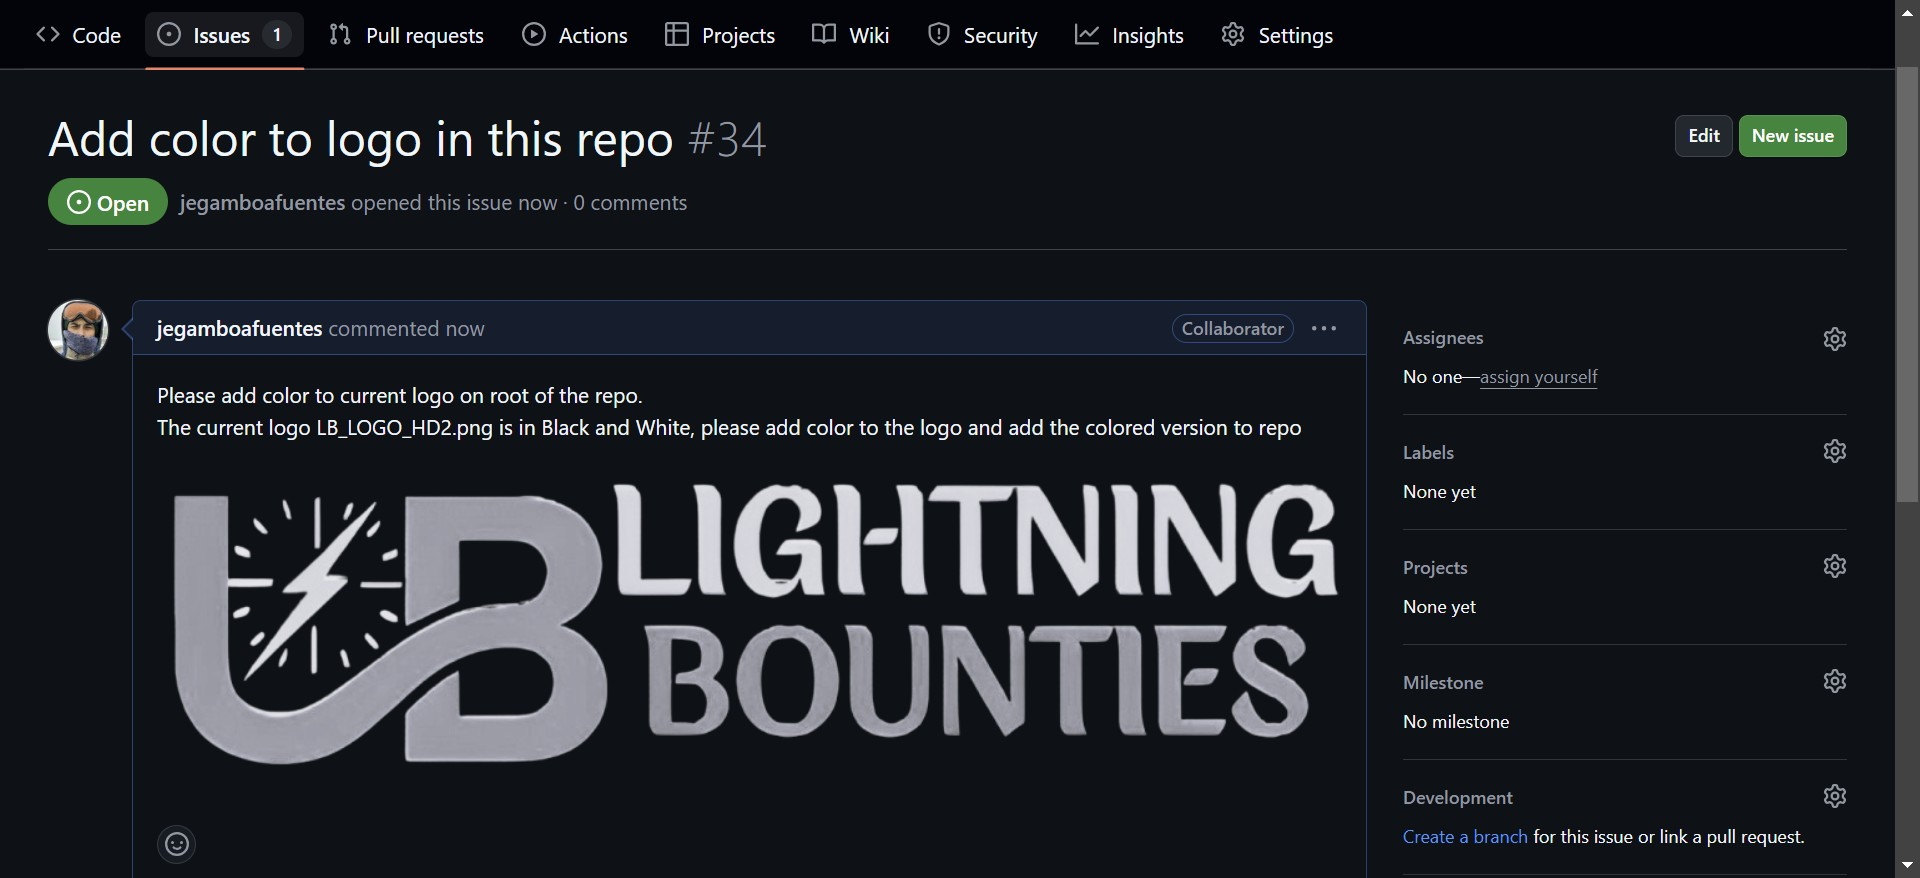 Code
Issues 1
Pull requests
Actions
Projects
Wiki
Security
Insights
Settings
Add color to logo in this repo #34
Edit
New issue
Open
jegamboafuentes opened this issue now · 0 comments
jegamboafuentes commented now
Collaborator
Please add color to current logo on root of the repo.
The current logo LB_LOGO_HD2.png is in Black and White, please add color to the logo and add the colored version to repo
LB
LIGHTNING
BOUNTIES
Assignees
No one—assign yourself
Labels
None yet
Projects
None yet
Milestone
No milestone
Development
Create a branch for this issue or link a pull request.